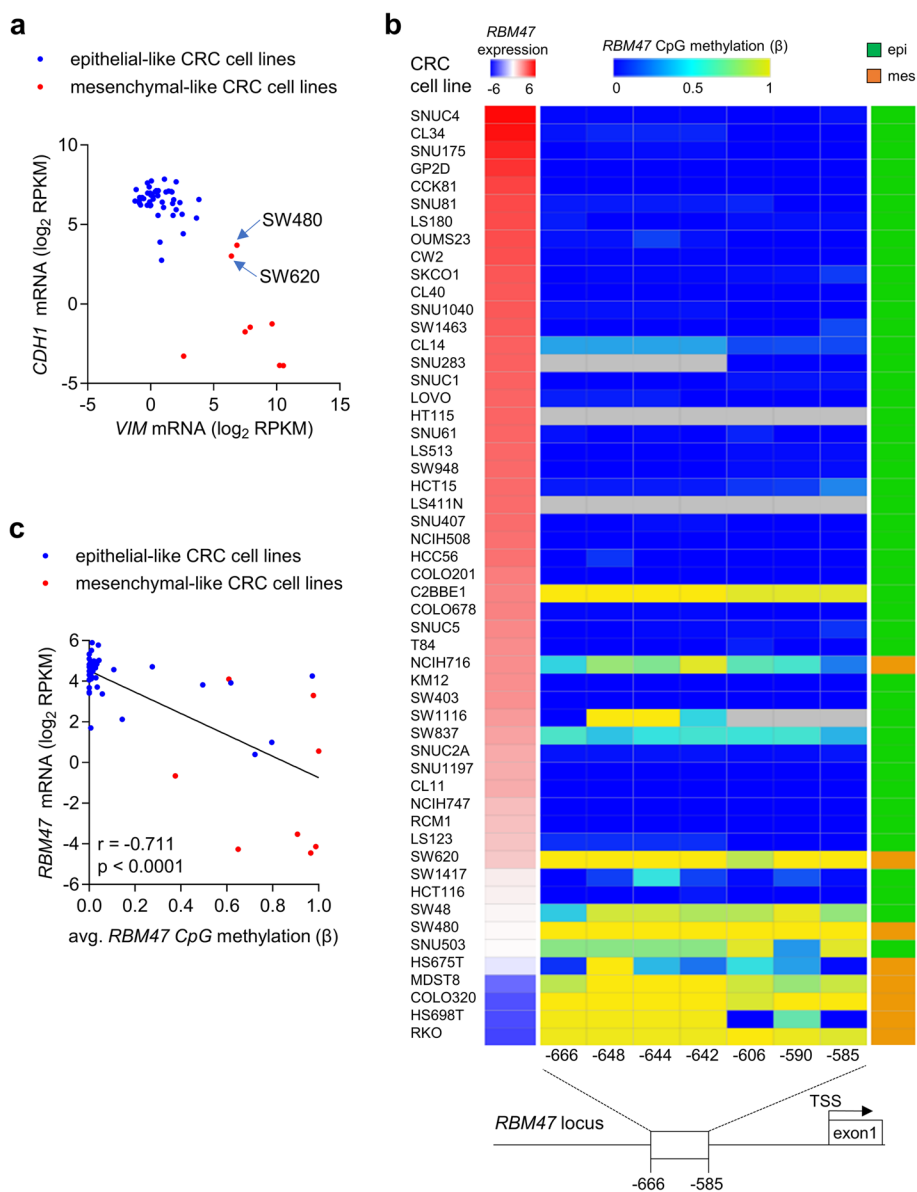 a
epithelial-like CRC cell lines
mesenchymal-like CRC cell lines
CDH1 mRNA (log2 RPKM)
10
5
0
-5
SW480
SW620
-5 0 5 10 15
VIM mRNA (log2 RPKM)
b
RBM47
expression
-6 6
RBM47 CpG methylation (β)
0 0.5 1
epi
mes
CRC
cell line
SNUC4
CL34
SNU175
GP2D
CCK81
SNU81
LS180
OUMS23
CW2
SKCO1
CL40
SNU1040
SW1463
CL14
SNU283
SNUC1
LOVO
HT115
SNU61
LS513
SW948
HCT15
LS411N
SNU407
NCIH508
HCC56
COLO201
C2BBE1
COLO678
SNUC5
T84
NCIH716
KM12
SW403
SW1116
SW837
SNUC2A
SNU1197
CL11
NCIH747
RCM1
LS123
SW620
SW1417
HCT116
SW48
SW480
SNU503
HS675T
MDST8
COLO320
HS698T
RKO
-666 -648 -644 -642 -606 -590 -585
RBM47 locus
TSS
exon1
-666 -585
c
epithelial-like CRC cell lines
mesenchymal-like CRC cell lines
RBM47 mRNA (log2 RPKM)
6
4
2
0
-2
-4
-6
r = -0.711
p < 0.0001
0.0 0.2 0.4 0.6 0.8 1.0
avg. RBM47 CpG methylation (β)